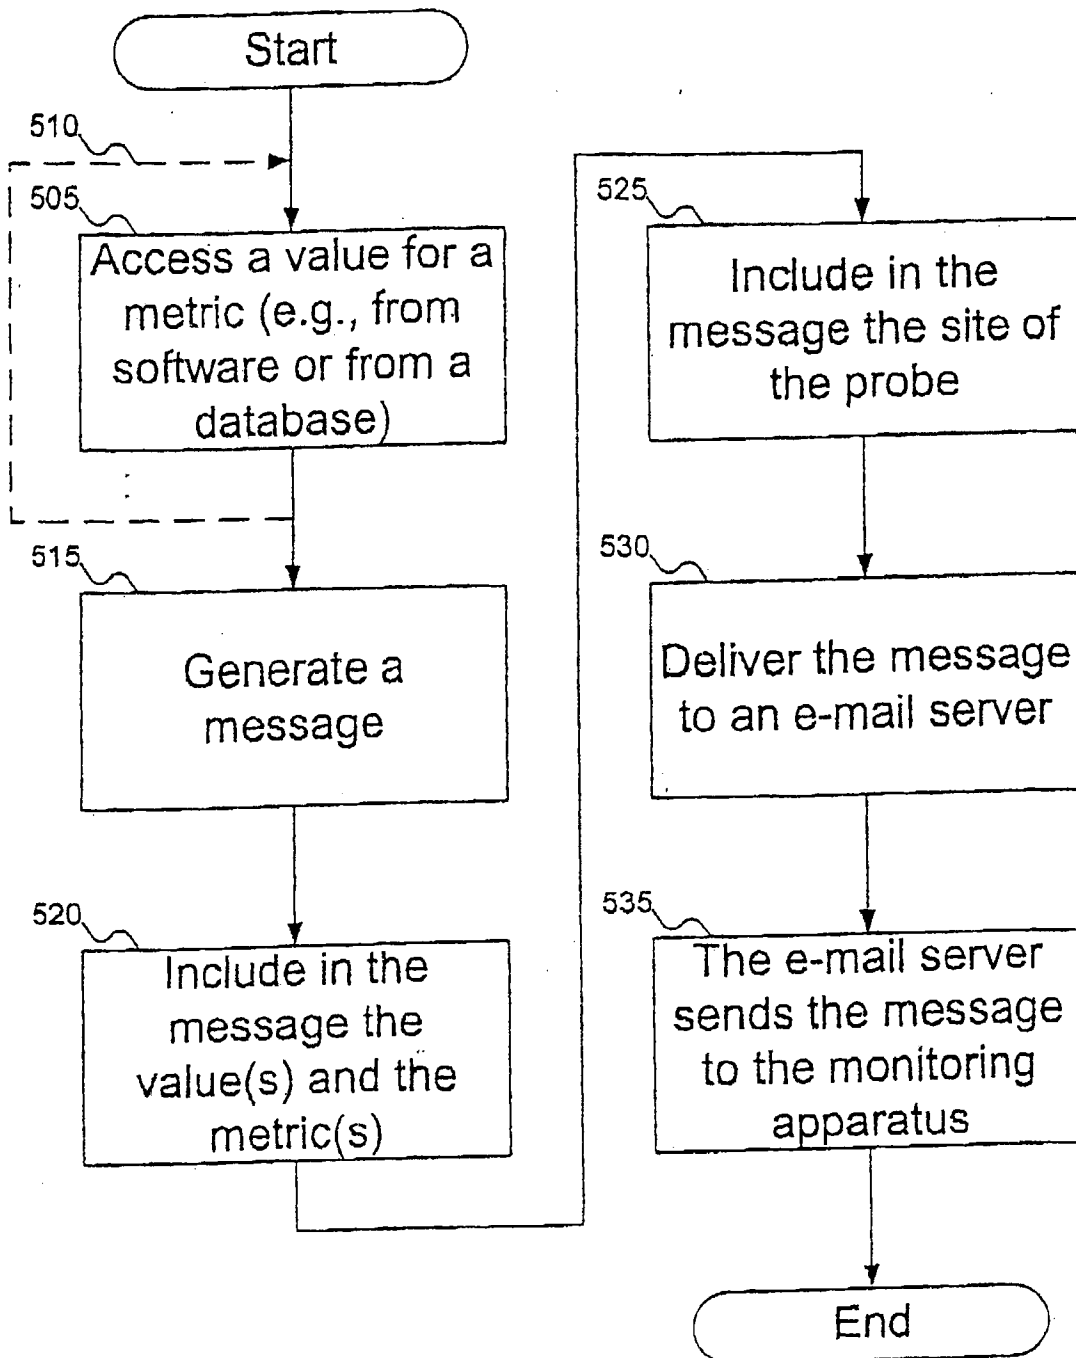 Start
510
505
Access a value for a
metric (e.g., from
software or from a
database)
515
Generate a
message
520
Include in the
message the
value(s) and the
metric(s)
525
Include in the
message the site of
the probe
530
Deliver the message
to an e-mail server
535
The e-mail server
sends the message
to the monitoring
apparatus
End